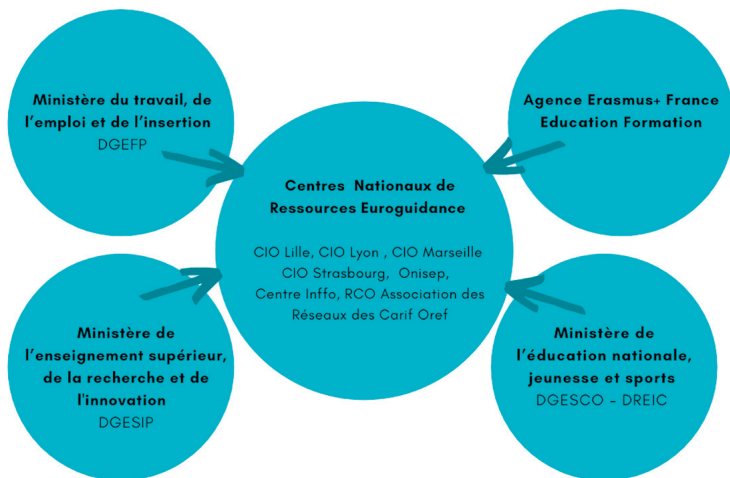 Ministère du travail, de
l'emploi et de l'insertion
DGEFP
Agence Erasmus+ France
Education Formation
Centres Nationaux de
Ressources Euroguidance
CIO Lille, CIO Lyon , CIO Marseille
CIO Strasbourg, Onisep,
Centre Inffo, RCO Association des
Réseaux des Carif Oref
Ministère de
l'enseignement supérieur,
de la recherche et de
l'innovation
DGESIP
Ministère de
l'éducation nationale,
jeunesse et sports
DGESCO - DREIC